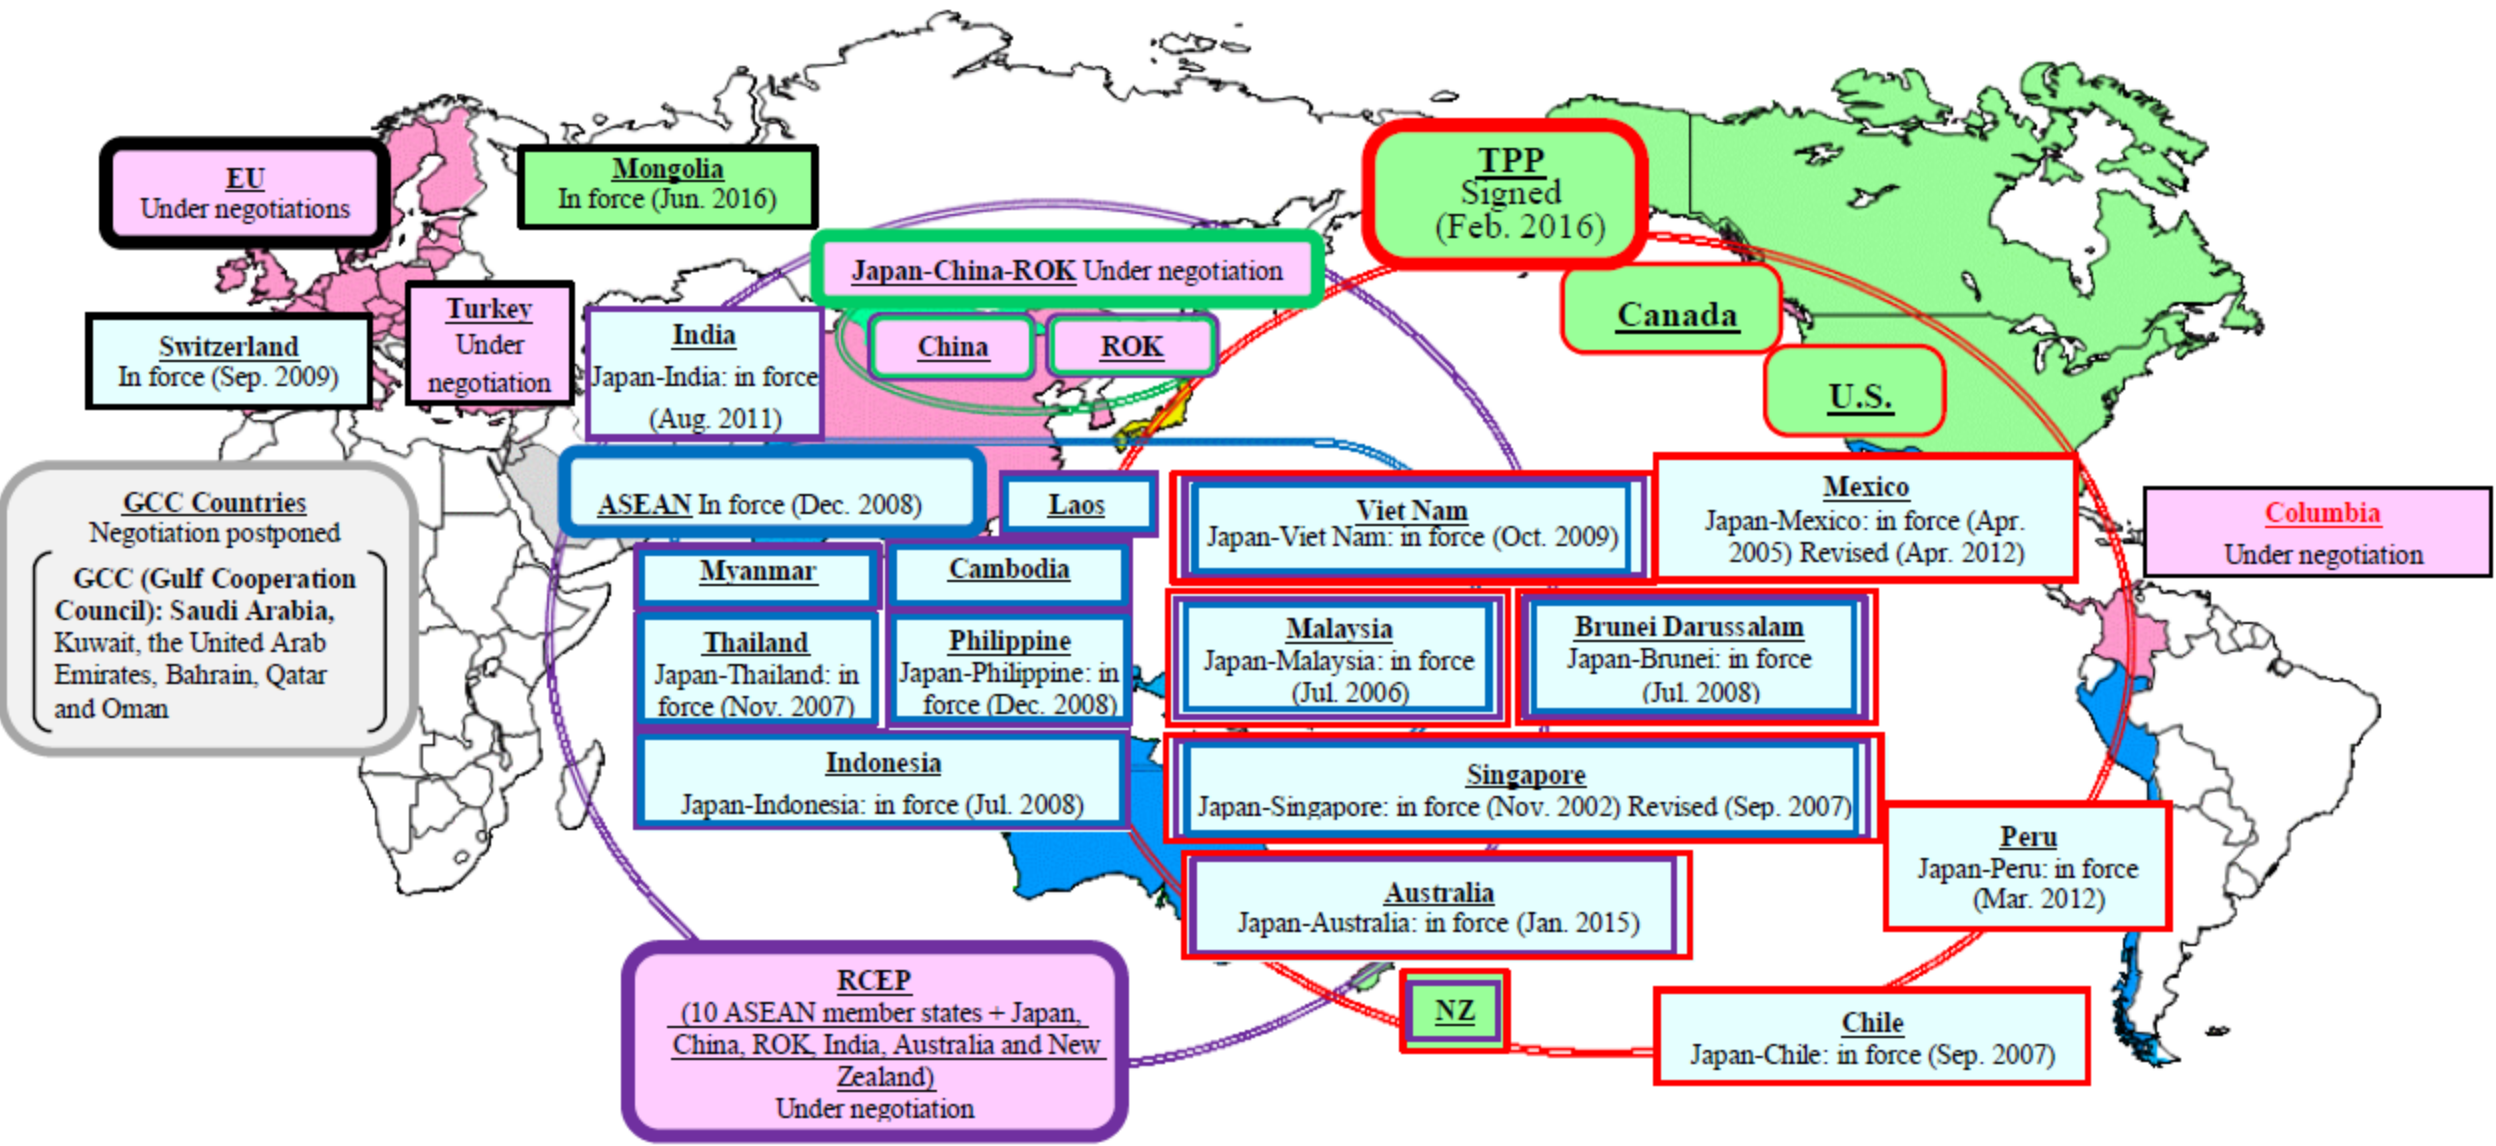 EU
Under negotiations
Mongolia
In force (Jun. 2016)
TPP
Signed
(Feb. 2016)
Japan-China-ROK Under negotiation
Canada
Turkey
Under
negotiation
Switzerland
In force (Sep. 2009)
India
Japan-India: in force
(Aug. 2011)
China
ROK
U.S.
GCC Countries
Negotiation postponed
GCC (Gulf Cooperation
Council): Saudi Arabia,
Kuwait, the United Arab
Emirates, Bahrain, Qatar
and Oman
ASEAN In force (Dec. 2008)
Laos
Viet Nam
Japan-Viet Nam: in force (Oct. 2009)
Mexico
Japan-Mexico: in force (Apr.
2005) Revised (Apr. 2012)
Columbia
Under negotiation
Myanmar
Cambodia
Thailand
Japan-Thailand: in
force (Nov. 2007)
Philippine
Japan-Philippine: in
force (Dec. 2008)
Malaysia
Japan-Malaysia: in force
(Jul. 2006)
Brunei Darussalam
Japan-Brunei: in force
(Jul. 2008)
Indonesia
Japan-Indonesia: in force (Jul. 2008)
Singapore
Japan-Singapore: in force (Nov. 2002) Revised (Sep. 2007)
Peru
Japan-Peru: in force
(Mar. 2012)
Australia
Japan-Australia: in force (Jan. 2015)
RCEP
(10 ASEAN member states + Japan,
China, ROK, India, Australia and New
Zealand)
Under negotiation
NZ
Chile
Japan-Chile: in force (Sep. 2007)